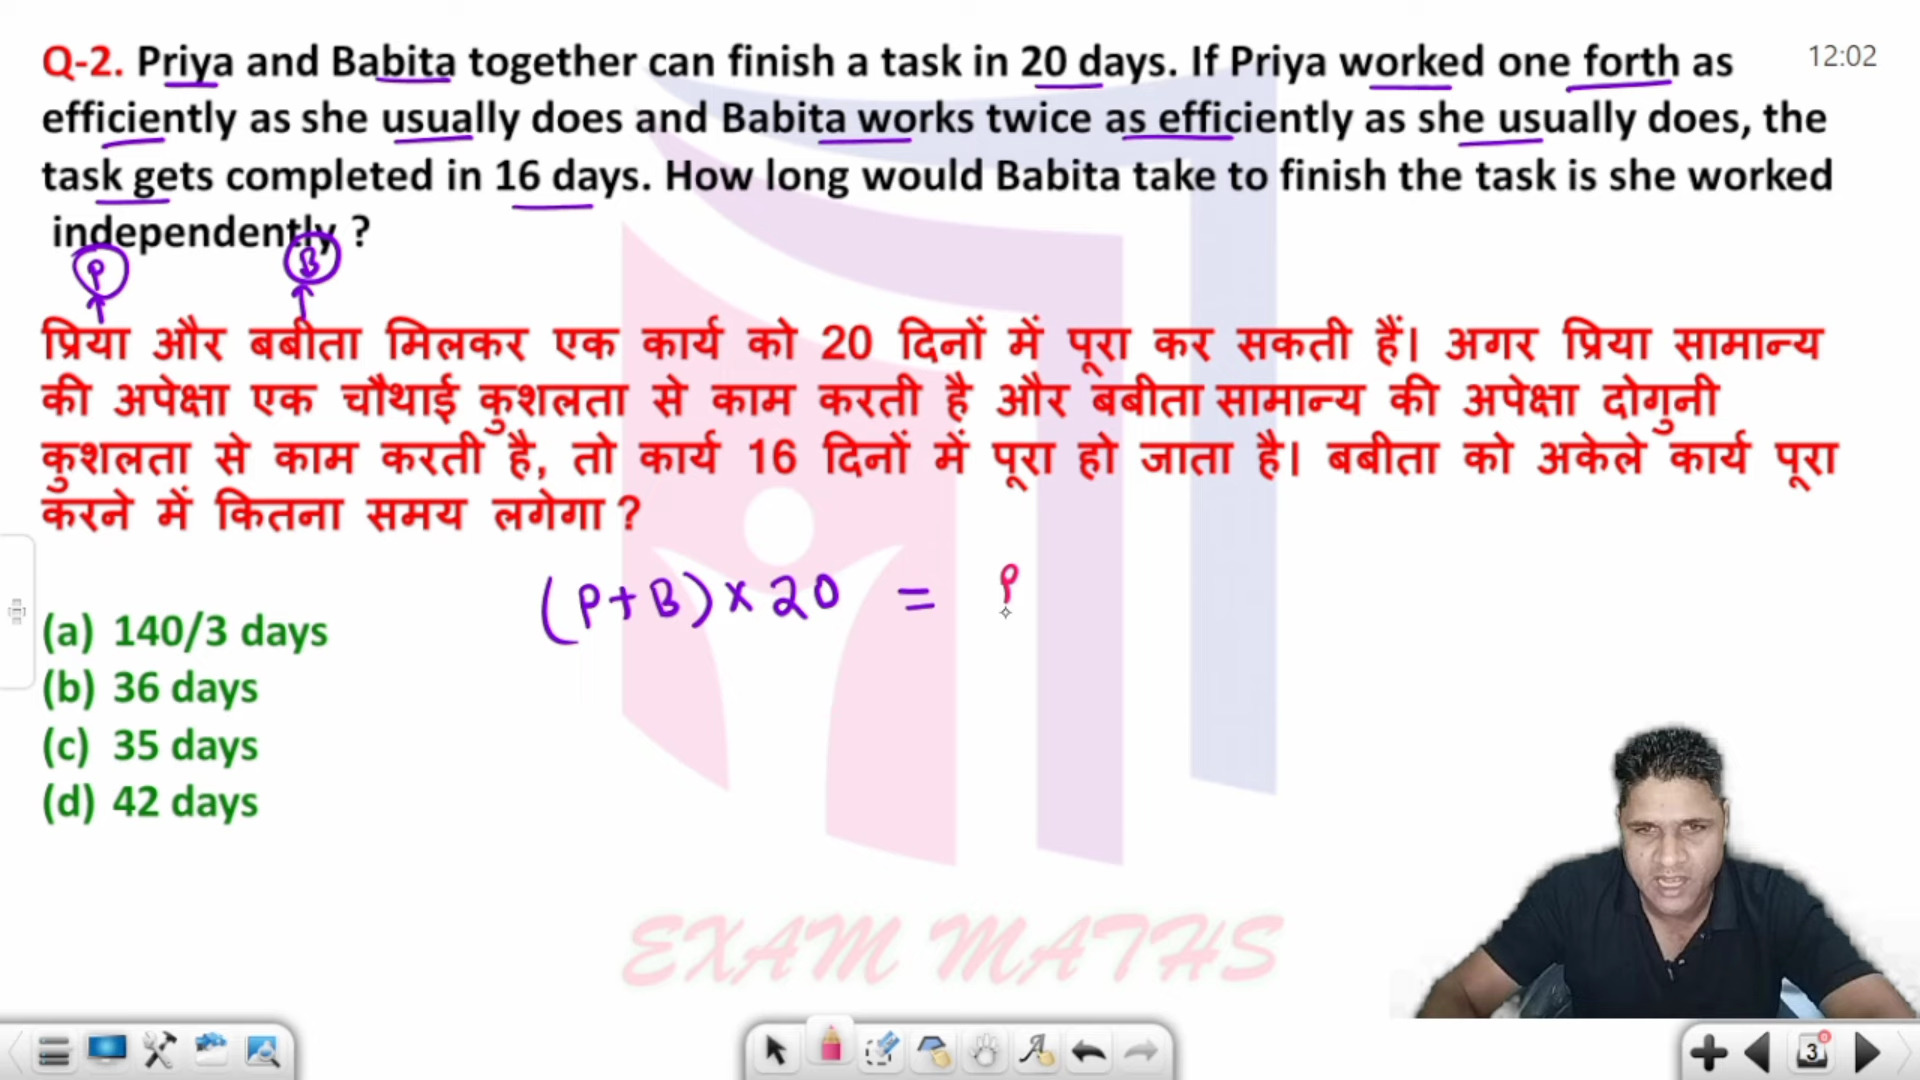 Q-2. Priya and Babita together can finish a task in 20 days. If Priya worked one forth as
12:02
efficiently as she usually does and Babita works twice as efficiently as she usually does, the
task gets completed in 16 days. How long would Babita take to finish the task is she worked
independently ?
P B
प्रिया और बबीता मिलकर एक कार्य को 20 दिनों में पूरा कर सकती हैं। अगर प्रिया सामान्य
की अपेक्षा एक चौथाई कुशलता से काम करती है और बबीता सामान्य की अपेक्षा दोगुनी
कुशलता से काम करती है, तो कार्य 16 दिनों में पूरा हो जाता है। बबीता को अकेले कार्य पूरा
करने में कितना समय लगेगा ?
(P+B)×20 = P
(a) 140/3 days
(b) 36 days
(c) 35 days
(d) 42 days
EXAM MATHS
3